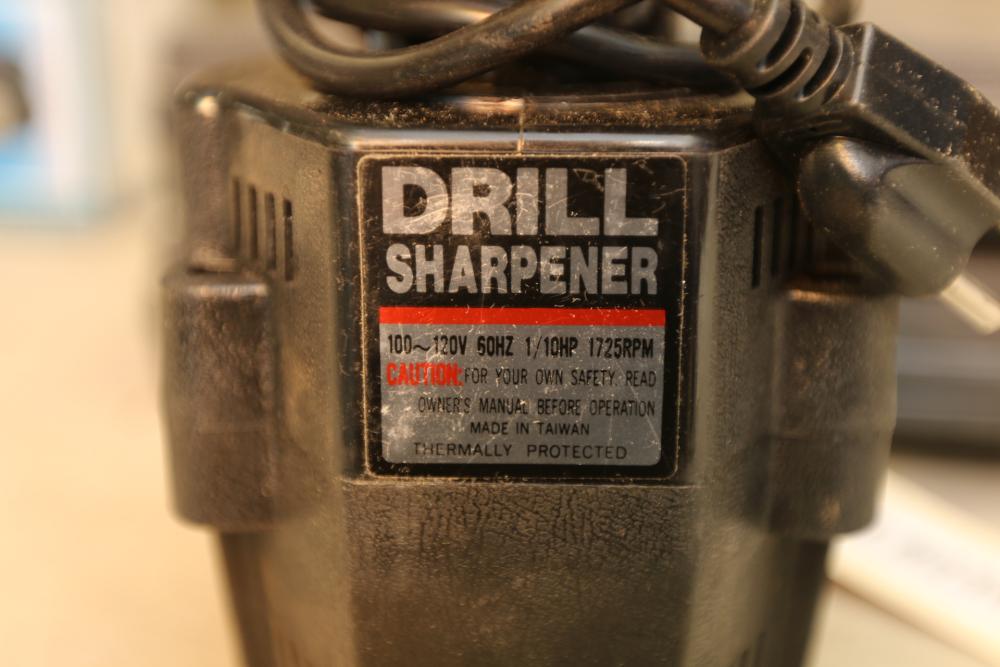 DRILL
SHARPENER
100~120V 60HZ 1/10HP 1725RPM
CAUTION: FOR YOUR OWN SAFETY. READ
OWNER'S MANUAL BEFORE OPERATION
MADE IN TAIWAN
THERMALLY PROTECTED